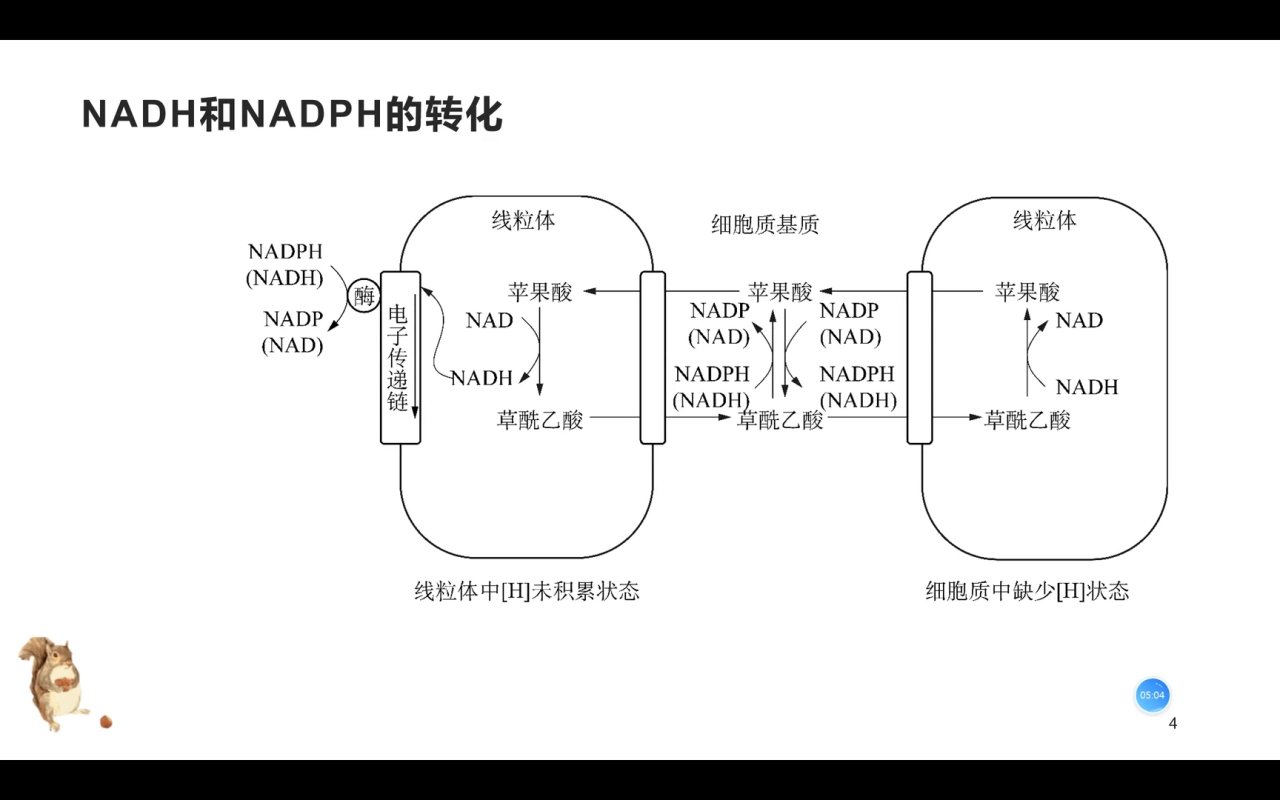 NADH和NADPH的转化
线粒体
细胞质基质
线粒体
NADPH
(NADH)
酶
NADP
(NAD)
电子传递链
苹果酸
NAD
NADH
草酰乙酸
苹果酸
NADP
(NAD)
NADP
(NAD)
NADPH
(NADH)
NADPH
(NADH)
草酰乙酸
苹果酸
NAD
NADH
草酰乙酸
线粒体中[H]未积累状态
细胞质中缺少[H]状态
05:04
4